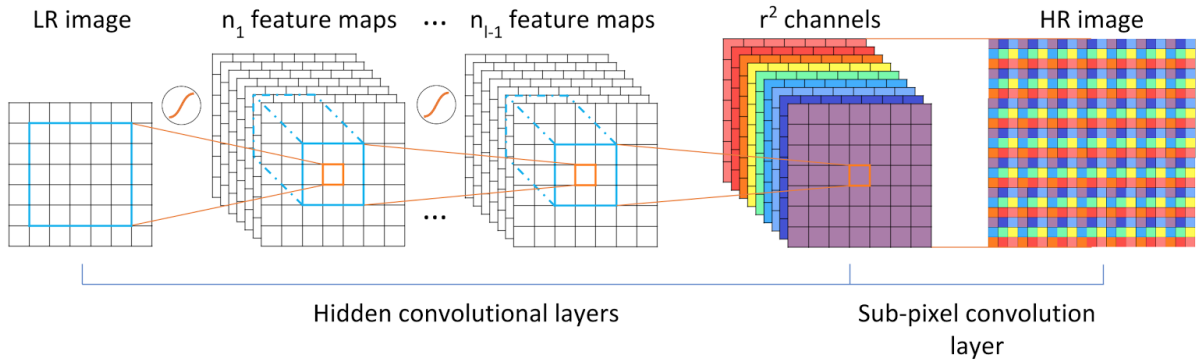 LR image
n₁ feature maps
...
nₗ₋₁ feature maps
r² channels
HR image
...
Hidden convolutional layers
Sub-pixel convolution
layer